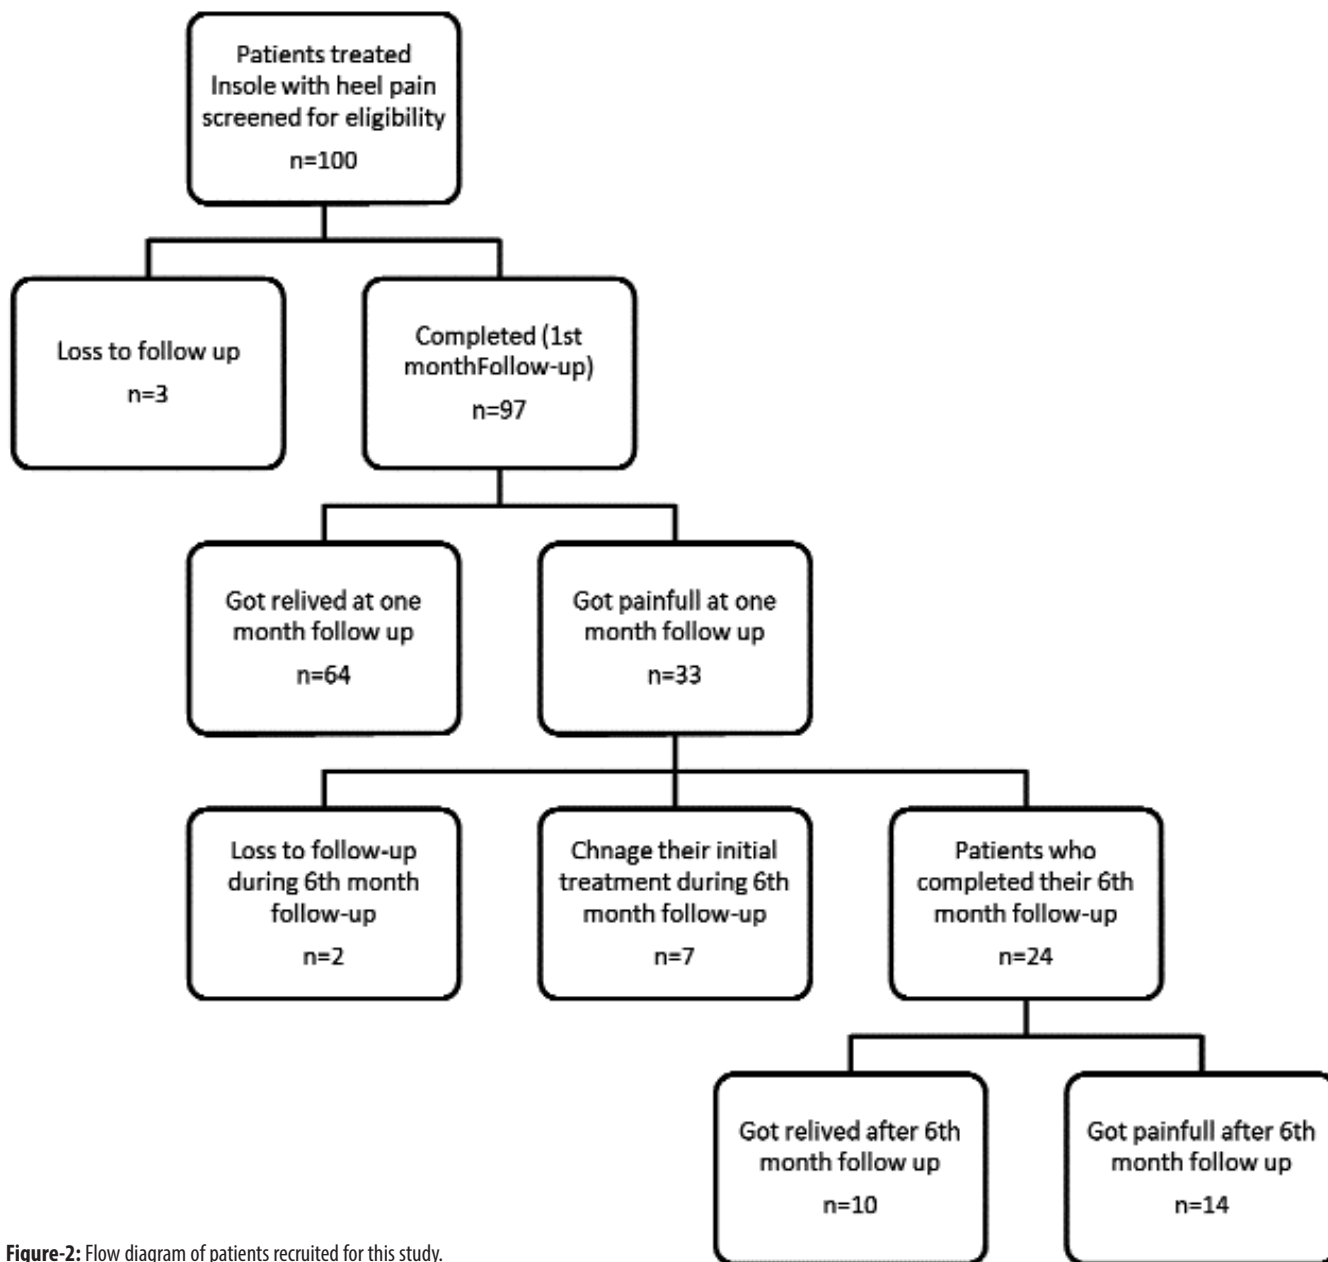 Patients treated
Insole with heel pain
screened for eligibility
n=100
Loss to follow up
n=3
Completed (1st
monthFollow-up)
n=97
Got relived at one
month follow up
n=64
Got painfull at one
month follow up
n=33
Loss to follow-up
during 6th month
follow-up
n=2
Chnage their initial
treatment during 6th
month follow-up
n=7
Patients who
completed their 6th
month follow-up
n=24
Got relived after 6th
month follow up
n=10
Got painfull after 6th
month follow up
n=14
Figure-2: Flow diagram of patients recruited for this study.